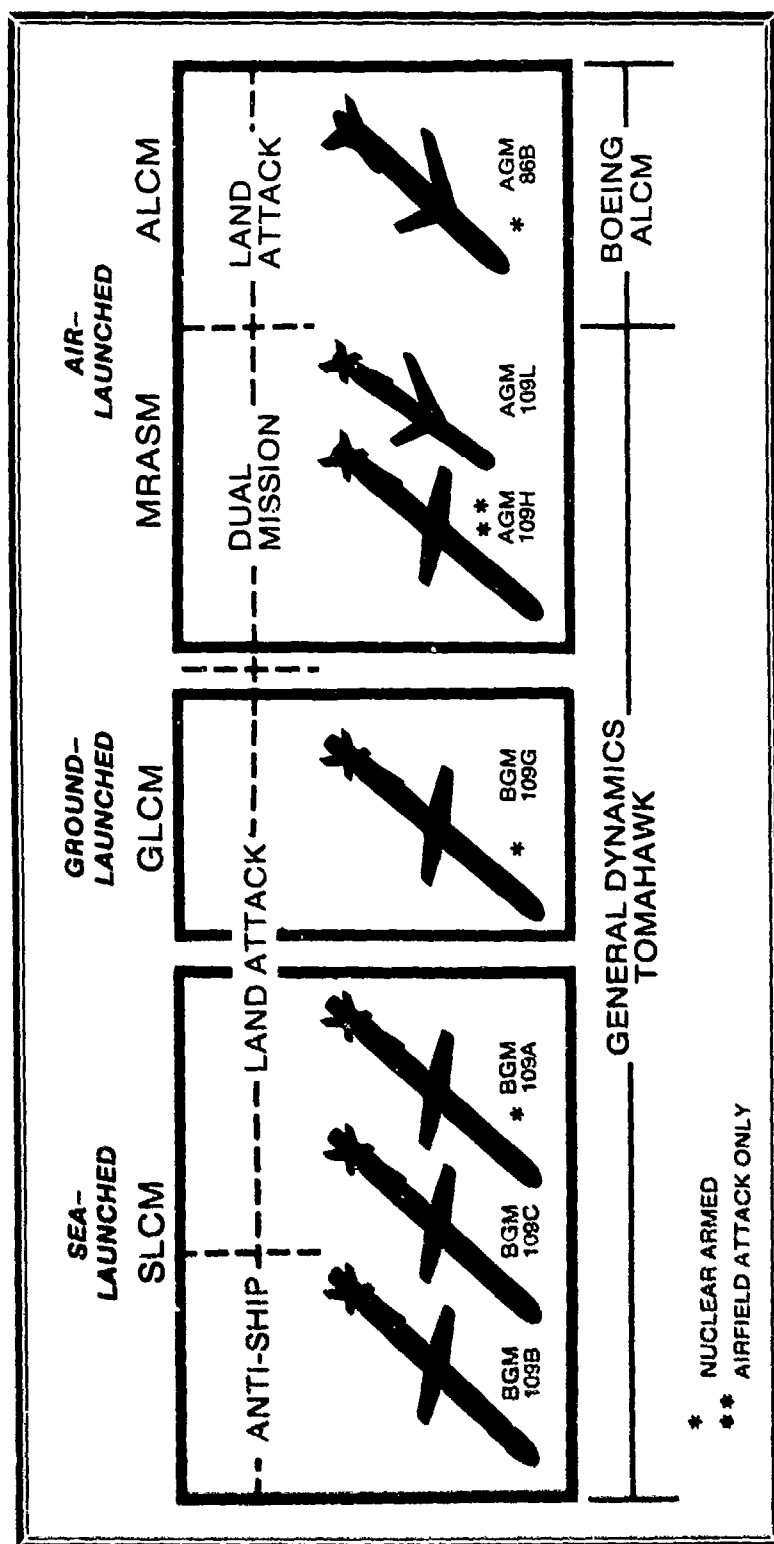 SEA-
LAUNCHED
SLCM
GROUND-
LAUNCHED
GLCM
AIR-
LAUNCHED
MRASM
ALCM
ANTI-SHIP
LAND ATTACK
DUAL
MISSION
LAND
ATTACK
BGM
109B
BGM
109C
* BGM
109A
*
BGM
109G
**
AGM
109H
AGM
109L
*
AGM
86B
GENERAL DYNAMICS
TOMAHAWK
BOEING
ALCM
* NUCLEAR ARMED
** AIRFIELD ATTACK ONLY